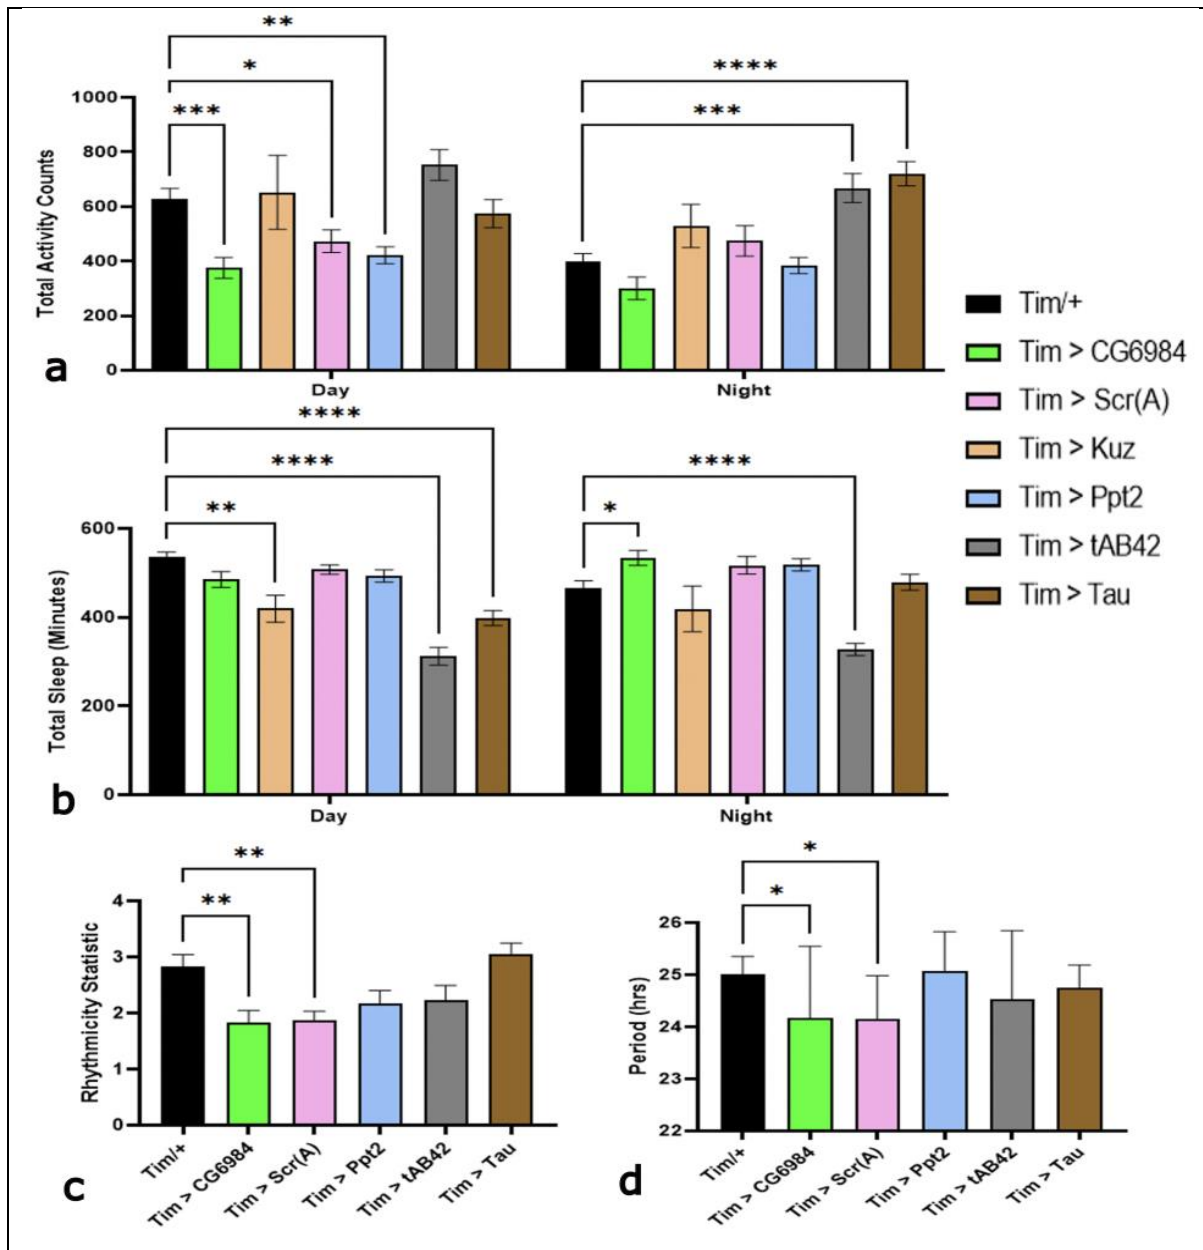 **
*
****
***
***
1000
800
600
400
200
0
Total Activity Counts
Day
Night
a
Tim/+
Tim > CG6984
Tim > Scr(A)
Tim > Kuz
Tim > Ppt2
Tim > tAB42
Tim > Tau
****
****
****
**
*
600
400
200
0
Total Sleep (Minutes)
Day
Night
b
**
**
4
3
2
1
0
Rhythmicity Statistic
Tim/+
Tim > CG6984
Tim > Scr(A)
Tim > Ppt2
Tim > tAB42
Tim > Tau
c
*
*
26
25
24
23
22
Period (hrs)
Tim/+
Tim > CG6984
Tim > Scr(A)
Tim > Ppt2
Tim > tAB42
Tim > Tau
d